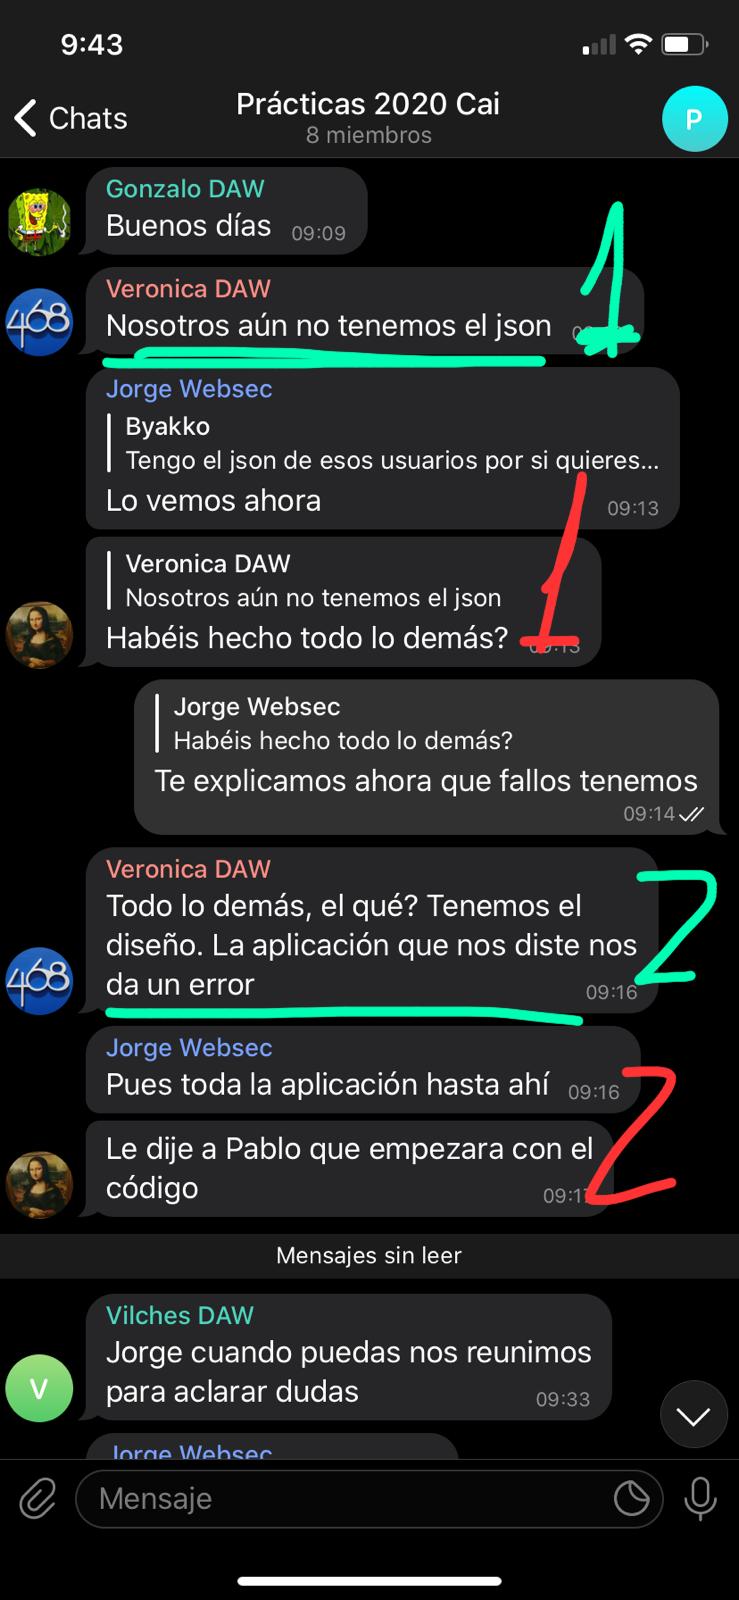 9:43
Chats
Prácticas 2020 Cai
8 miembros
P
Gonzalo DAW
Buenos días 09:09
1
Veronica DAW
468
Nosotros aún no tenemos el json
Jorge Websec
Byakko
Tengo el json de esos usuarios por si quieres...
Lo vemos ahora 09:13
1
Veronica DAW
Nosotros aún no tenemos el json
Habéis hecho todo lo demás? 09:13
Jorge Websec
Habéis hecho todo lo demás?
Te explicamos ahora que fallos tenemos
09:14
Veronica DAW
Todo lo demás, el qué? Tenemos el
diseño. La aplicación que nos diste nos
468
da un error 09:16
2
Jorge Websec
Pues toda la aplicación hasta ahí 09:16
2
Le dije a Pablo que empezara con el
código 09:17
Mensajes sin leer
Vilches DAW
Jorge cuando puedas nos reunimos
V
para aclarar dudas 09:33
Jorge Websec
Mensaje